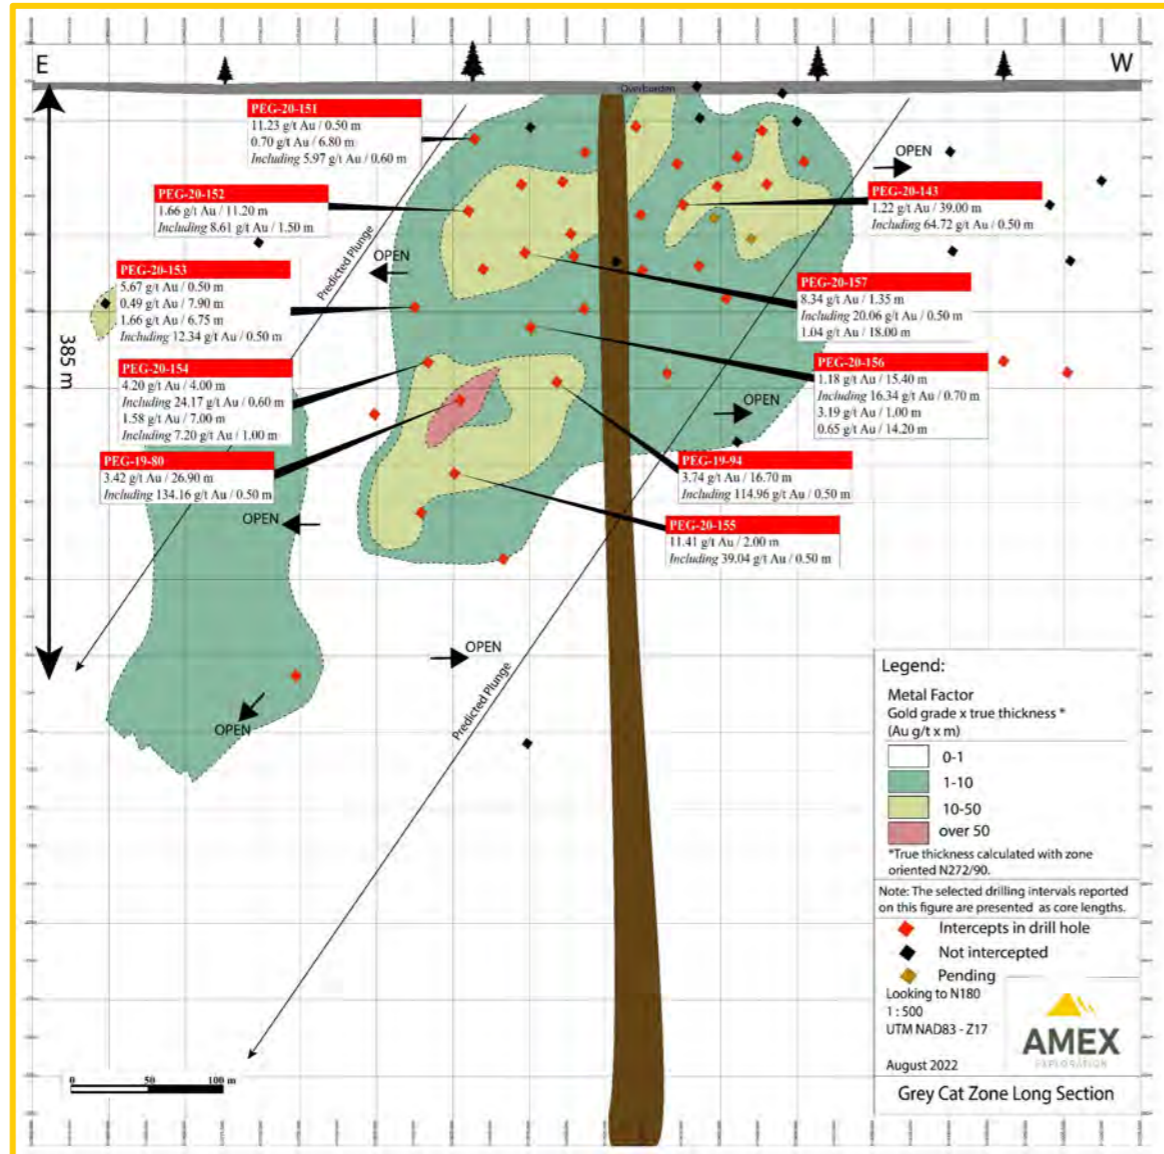 E
W
Overburden
PEG-20-151
11.23 g/t Au / 0.50 m
0.70 g/t Au / 6.80 m
Including 5.97 g/t Au / 0.60 m
OPEN
PEG-20-152
1.66 g/t Au / 11.20 m
Including 8.61 g/t Au / 1.50 m
PEG-20-143
1.22 g/t Au / 39.00 m
Including 64.72 g/t Au / 0.50 m
Predicted Plunge
OPEN
PEG-20-153
5.67 g/t Au / 0.50 m
0.49 g/t Au / 7.90 m
1.66 g/t Au / 6.75 m
Including 12.34 g/t Au / 0.50 m
PEG-20-157
8.34 g/t Au / 1.35 m
Including 20.06 g/t Au / 0.50 m
1.04 g/t Au / 18.00 m
385 m
PEG-20-154
4.20 g/t Au / 4.00 m
Including 24.17 g/t Au / 0.60 m
1.58 g/t Au / 7.00 m
Including 7.20 g/t Au / 1.00 m
PEG-20-156
1.18 g/t Au / 15.40 m
Including 16.34 g/t Au / 0.70 m
3.19 g/t Au / 1.00 m
0.65 g/t Au / 14.20 m
OPEN
PEG-19-80
3.42 g/t Au / 26.90 m
Including 134.16 g/t Au / 0.50 m
PEG-19-94
3.74 g/t Au / 16.70 m
Including 114.96 g/t Au / 0.50 m
OPEN
PEG-20-155
11.41 g/t Au / 2.00 m
Including 39.04 g/t Au / 0.50 m
OPEN
Predicted Plunge
OPEN
Legend:
Metal Factor
Gold grade x true thickness *
(Au g/t x m)
0-1
1-10
10-50
over 50
*True thickness calculated with zone
oriented N272/90.
Note: The selected drilling intervals reported
on this figure are presented as core lengths.
Intercepts in drill hole
Not intercepted
Pending
Looking to N180
1 : 500
UTM NAD83 - Z17
August 2022
AMEX
EXPLORATION
Grey Cat Zone Long Section
0 50 100 m